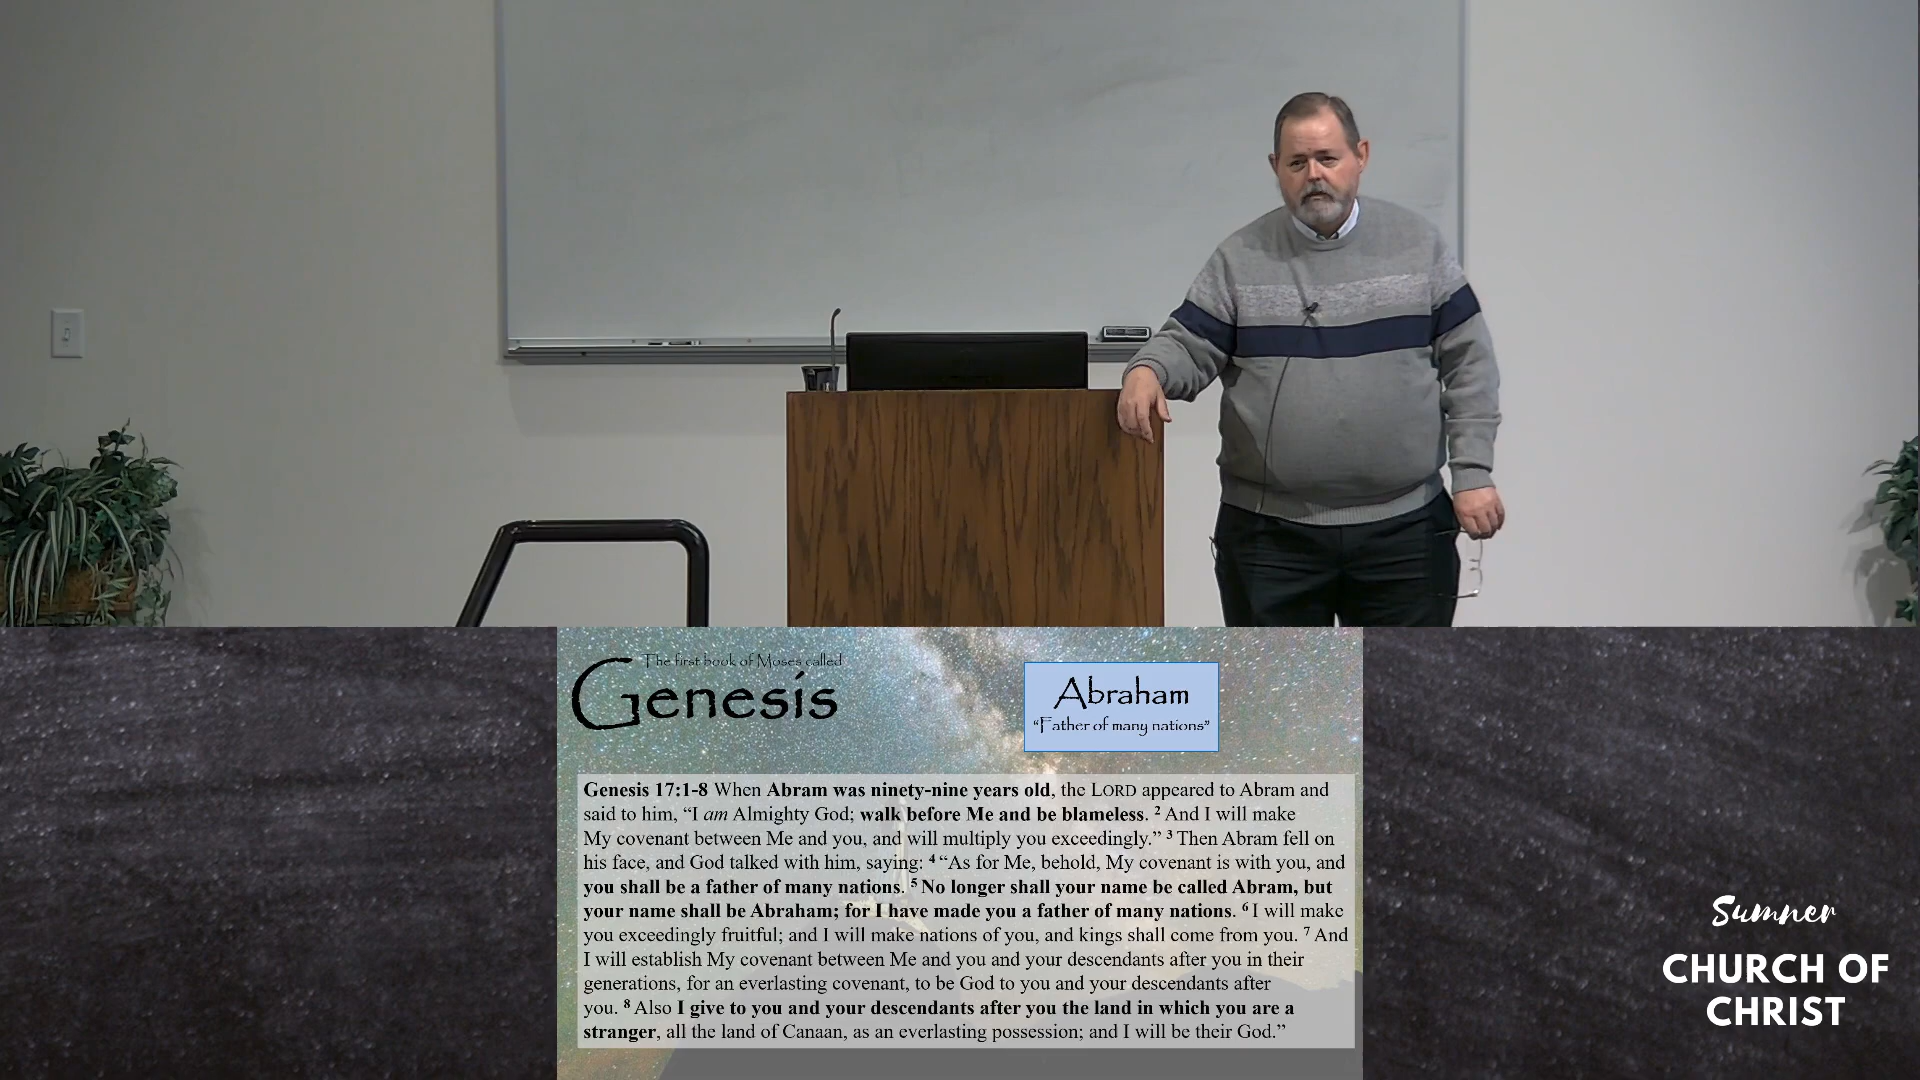 The first book of Moses called
Genesis
Abraham
“Father of many nations”
Genesis 17:1-8 When Abram was ninety-nine years old, the LORD appeared to Abram and
said to him, “I am Almighty God; walk before Me and be blameless. 2 And I will make
My covenant between Me and you, and will multiply you exceedingly.” 3 Then Abram fell on
his face, and God talked with him, saying: 4 “As for Me, behold, My covenant is with you, and
you shall be a father of many nations. 5 No longer shall your name be called Abram, but
your name shall be Abraham; for I have made you a father of many nations. 6 I will make
you exceedingly fruitful; and I will make nations of you, and kings shall come from you. 7 And
I will establish My covenant between Me and you and your descendants after you in their
generations, for an everlasting covenant, to be God to you and your descendants after
you. 8 Also I give to you and your descendants after you the land in which you are a
stranger, all the land of Canaan, as an everlasting possession; and I will be their God.”
Sumner
CHURCH OF
CHRIST